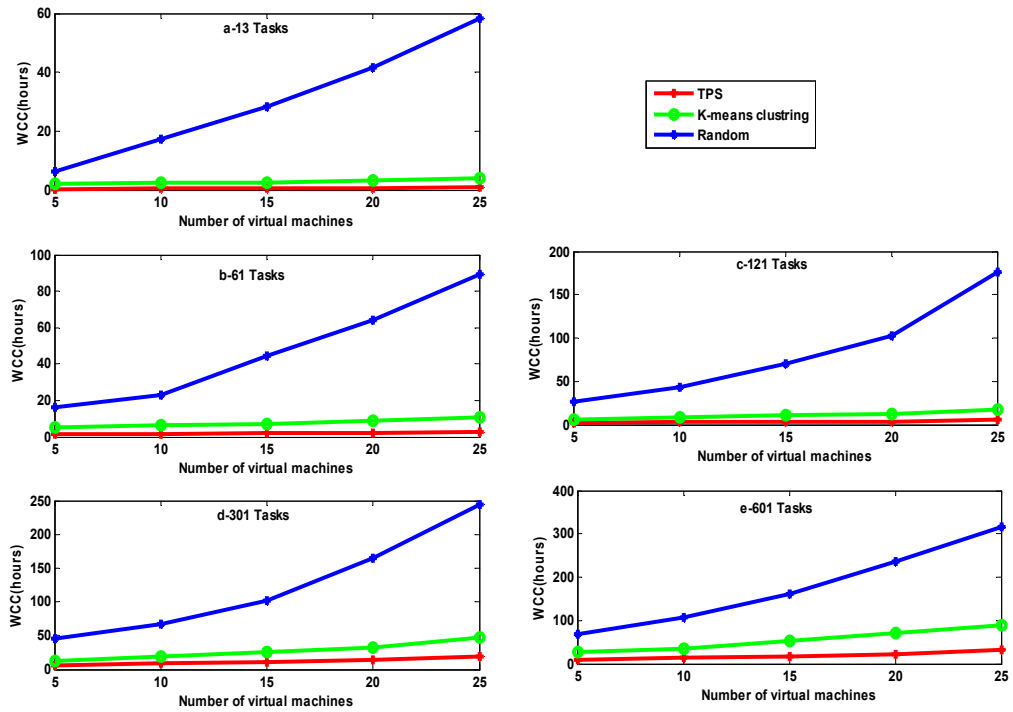 a-13 Tasks
WCC(hours)
60
40
20
0
5 10 15 20 25
Number of virtual machines
TPS
K-means clustring
Random
b-61 Tasks
WCC(hours)
100
80
60
40
20
0
5 10 15 20 25
Number of virtual machines
c-121 Tasks
WCC(hours)
200
150
100
50
0
5 10 15 20 25
Number of virtual machines
d-301 Tasks
WCC(hours)
250
200
150
100
50
0
5 10 15 20 25
Number of virtual machines
e-601 Tasks
WCC(hours)
400
300
200
100
0
5 10 15 20 25
Number of virtual machines